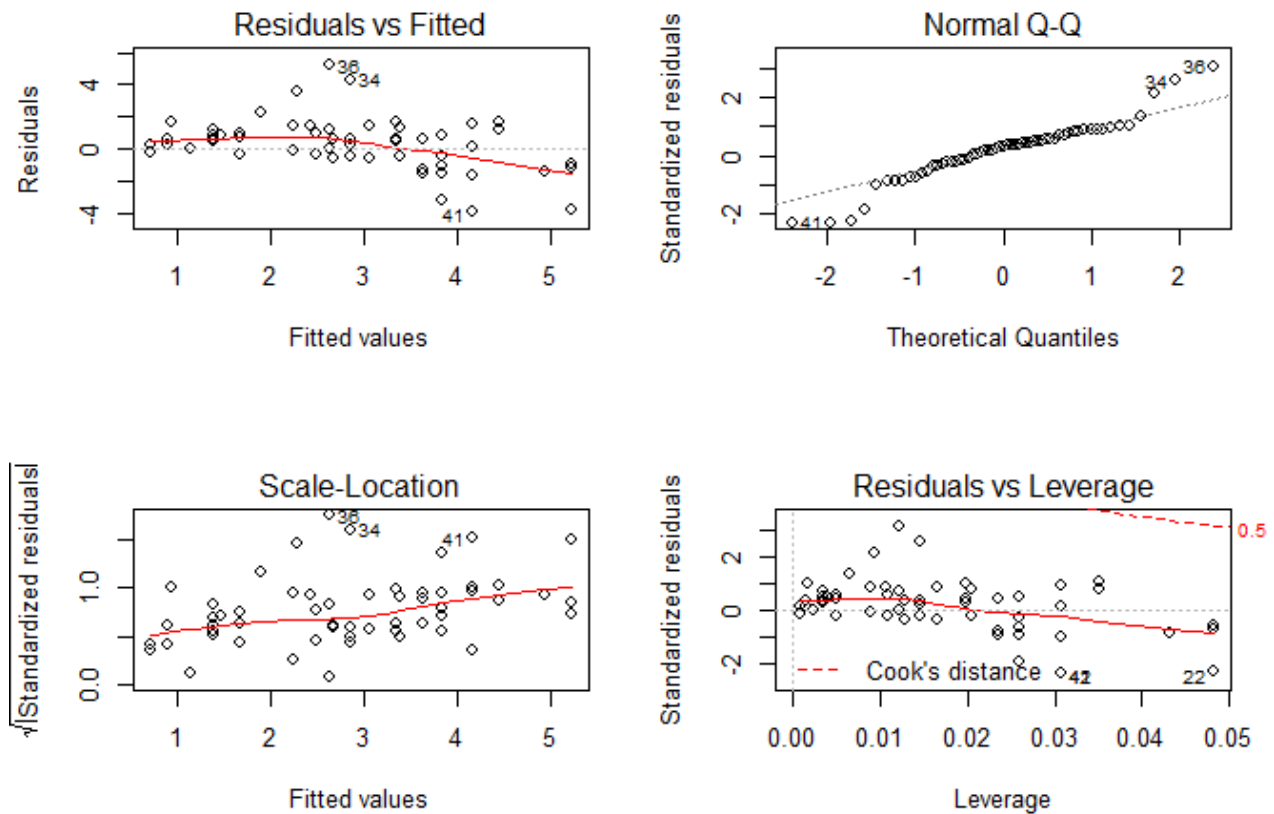 Residuals vs Fitted
Residuals
4
0
-4
36
34
41
1 2 3 4 5
Fitted values
Normal Q-Q
Standardized residuals
2
0
-2
34
36
41
-2 -1 0 1 2
Theoretical Quantiles
Scale-Location
√|Standardized residuals|
1.0
0.0
36
34
41
1 2 3 4 5
Fitted values
Residuals vs Leverage
Standardized residuals
2
0
-2
0.5
Cook's distance
22
0.00 0.01 0.02 0.03 0.04 0.05
Leverage